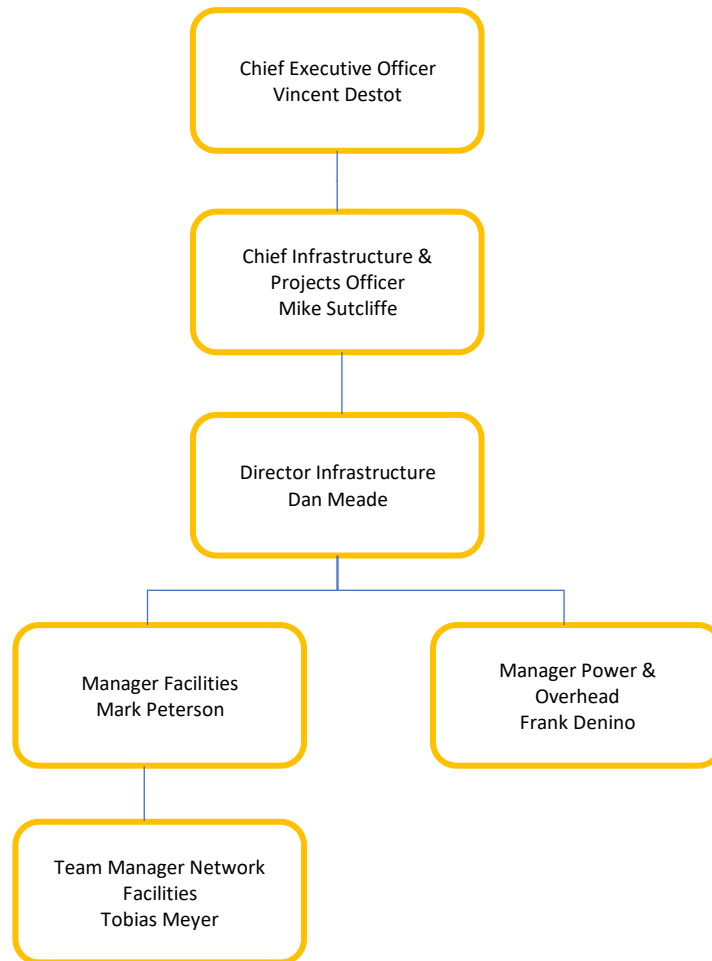 Chief Executive Officer
Vincent Destot
Chief Infrastructure &
Projects Officer
Mike Sutcliffe
Director Infrastructure
Dan Meade
Manager Facilities
Mark Peterson
Manager Power &
Overhead
Frank Denino
Team Manager Network
Facilities
Tobias Meyer